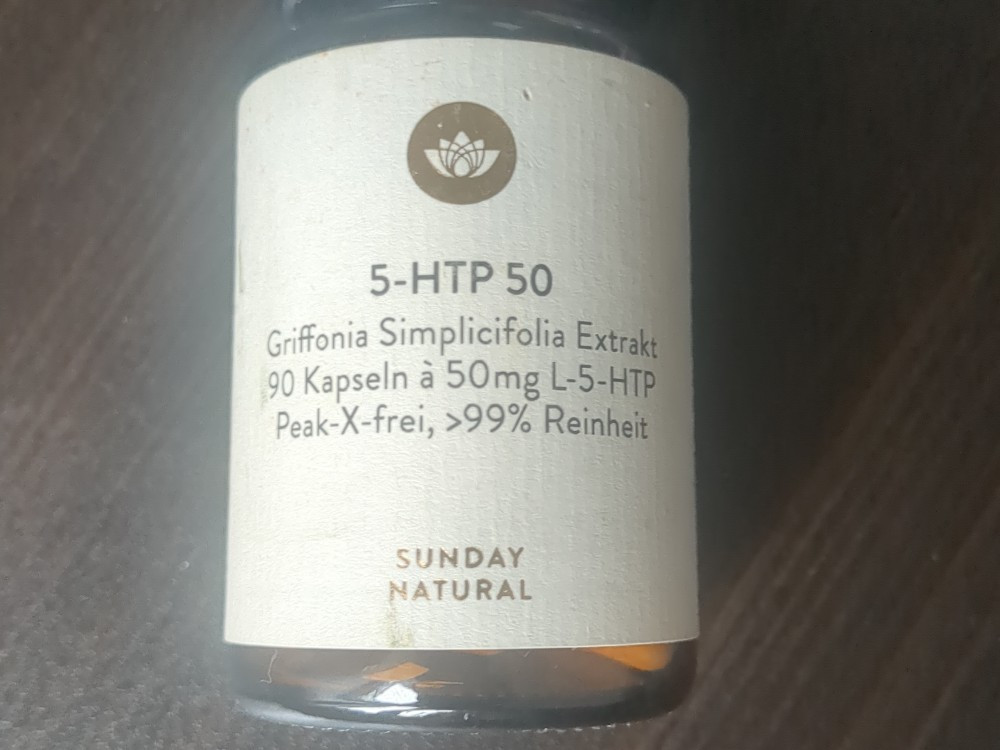 5-HTP 50
Griffonia Simplicifolia Extrakt
90 Kapseln à 50mg L-5-HTP
Peak-X-frei, >99% Reinheit
SUNDAY
NATURAL